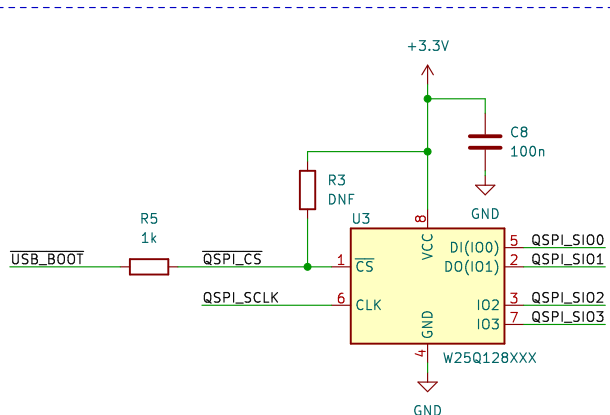 +3.3V
C8
100n
GND
R3
DNF
R5
1k
USB_BOOT
QSPI_CS
QSPI_SCLK
U3
8
VCC
1
CS
6
CLK
GND
4
DI(IO0)
5
QSPI_SIO0
DO(IO1)
2
QSPI_SIO1
IO2
3
QSPI_SIO2
IO3
7
QSPI_SIO3
W25Q128XXX
GND